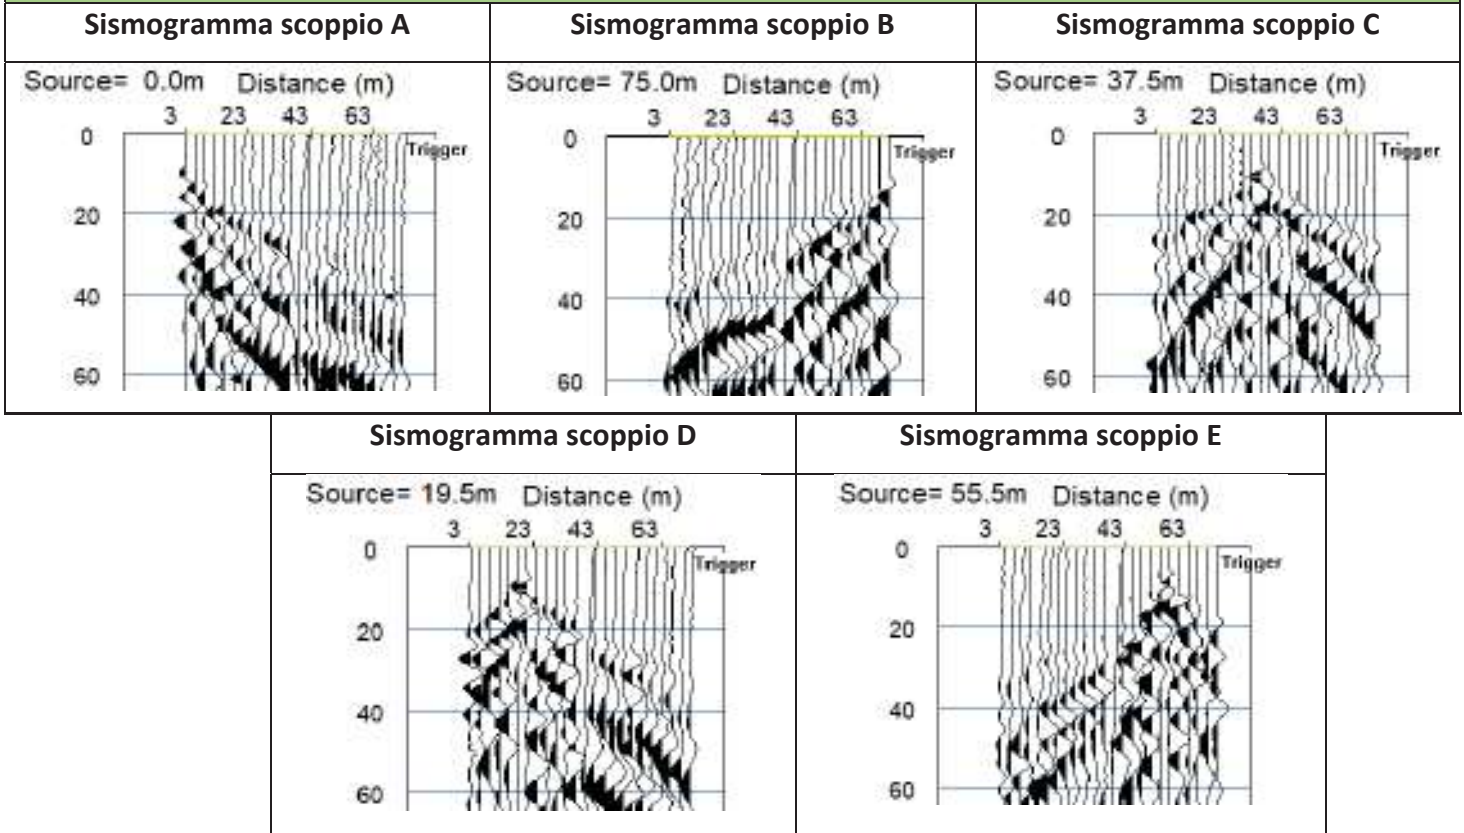 Sismogramma scoppio A
Sismogramma scoppio B
Sismogramma scoppio C
Source= 0.0m Distance (m)
3 23 43 63
0
Trigger
20
40
60
Source= 75.0m Distance (m)
3 23 43 63
0
Trigger
20
40
60
Source= 37.5m Distance (m)
3 23 43 63
0
Trigger
20
40
60
Sismogramma scoppio D
Sismogramma scoppio E
Source= 19.5m Distance (m)
3 23 43 63
0
Trigger
20
40
60
Source= 55.5m Distance (m)
3 23 43 63
0
Trigger
20
40
60